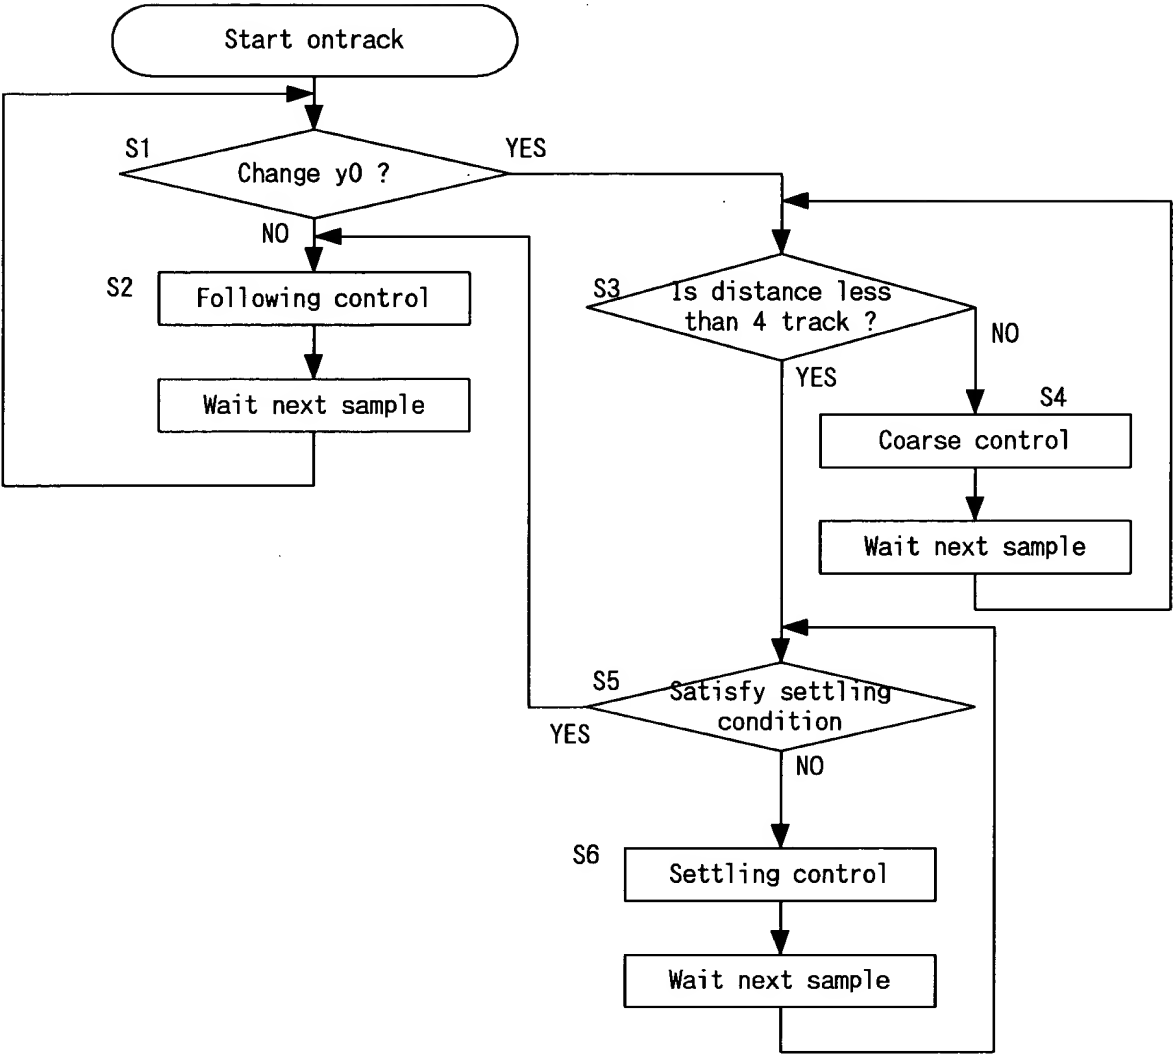 Start ontrack
S1
YES
Change y0 ?
NO
S2
Following control
Wait next sample
S3
Is distance less
than 4 track ?
NO
YES
S4
Coarse control
Wait next sample
S5
Satisfy settling
condition
YES
NO
S6
Settling control
Wait next sample